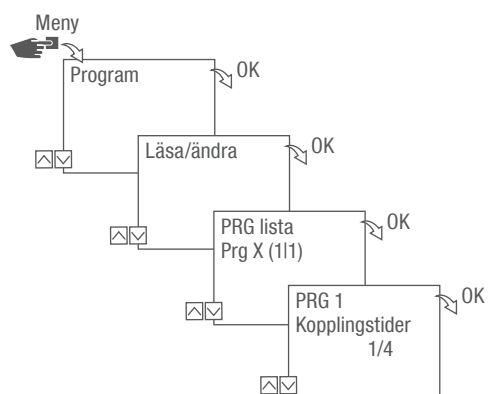 Meny
Program
OK
Läsa/ändra
OK
PRG lista
Prg X (1|1)
OK
PRG 1
Kopplingstider
1/4
OK